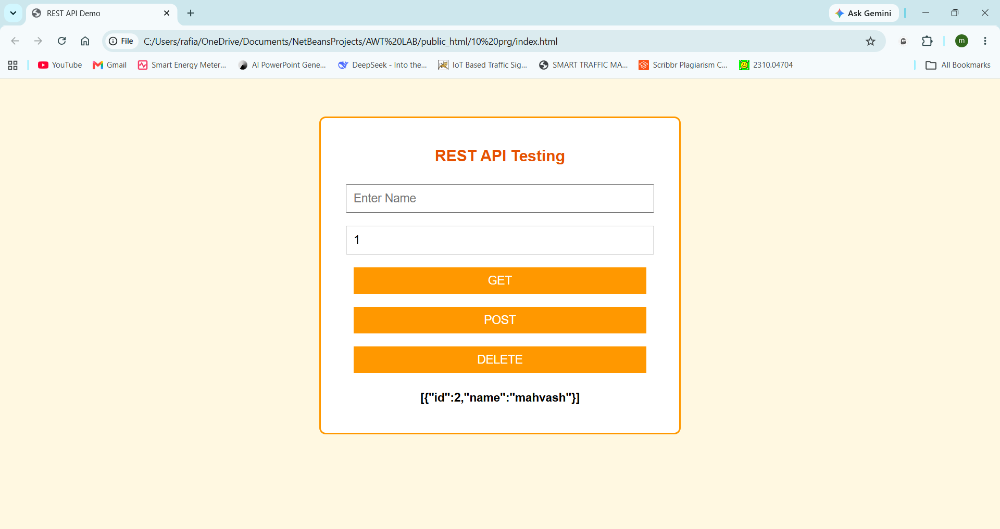 REST API Demo
Ask Gemini
File
C:/Users/rafia/OneDrive/Documents/NetBeansProjects/AWT%20LAB/public_html/10%20prg/index.html
m
YouTube
Gmail
Smart Energy Meter...
AI PowerPoint Gene...
DeepSeek - Into the...
IoT Based Traffic Sig...
SMART TRAFFIC MA...
Scribbr Plagiarism C...
2310.04704
All Bookmarks
REST API Testing
Enter Name
1
GET
POST
DELETE
[{"id":2,"name":"mahvash"}]